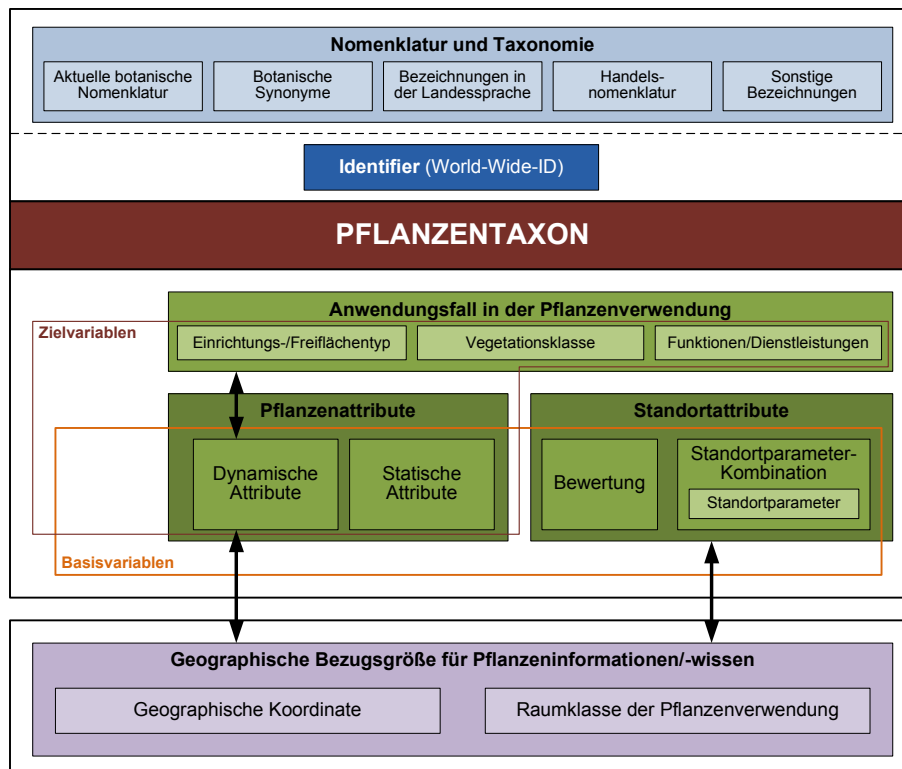 Nomenklatur und Taxonomie
Aktuelle botanische
Nomenklatur
Botanische
Synonyme
Bezeichnungen in
der Landessprache
Handels-
nomenklatur
Sonstige
Bezeichnungen
Identifier (World-Wide-ID)
PFLANZENTAXON
Anwendungsfall in der Pflanzenverwendung
Zielvariablen
Einrichtungs-/Freiflächentyp
Vegetationsklasse
Funktionen/Dienstleistungen
Pflanzenattribute
Standortattribute
Dynamische
Attribute
Statische
Attribute
Bewertung
Standortparameter-
Kombination
Standortparameter
Basisvariablen
Geographische Bezugsgröße für Pflanzeninformationen/-wissen
Geographische Koordinate
Raumklasse der Pflanzenverwendung